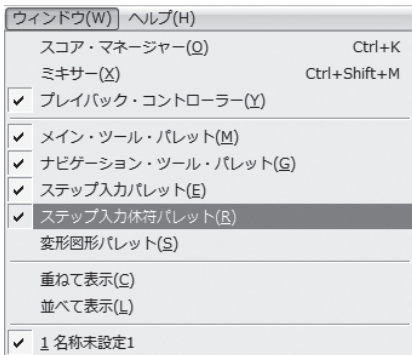 ウィンドウ(W) ヘルプ(H)
スコア・マネージャー(O) Ctrl+K
ミキサー(X) Ctrl+Shift+M
プレイバック・コントローラー(Y)
メイン・ツール・パレット(M)
ナビゲーション・ツール・パレット(G)
ステップ入力パレット(E)
ステップ入力休符パレット(R)
変形図形パレット(S)
重ねて表示(C)
並べて表示(L)
1 名称未設定1